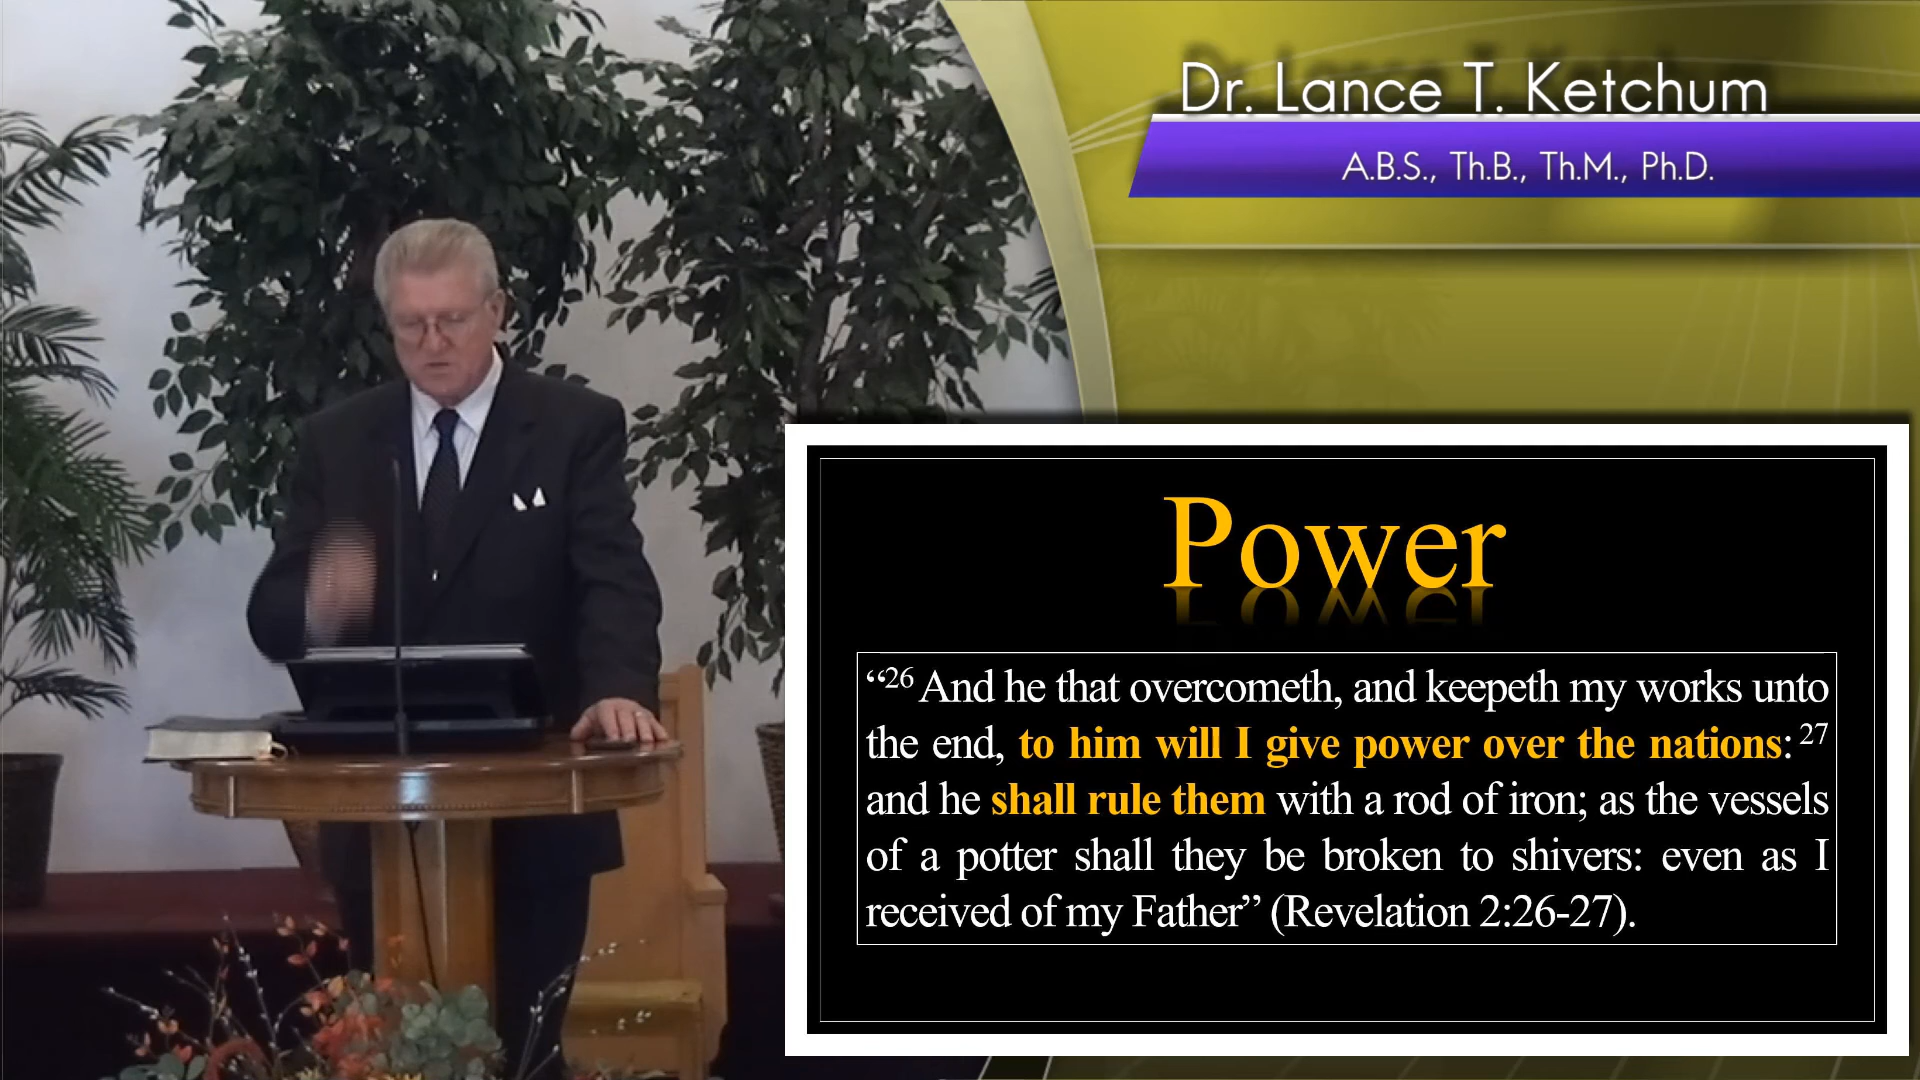 Dr. Lance T. Ketchum
A.B.S., Th.B., Th.M., Ph.D.
Power
“26 And he that overcometh, and keepeth my works unto
the end, to him will I give power over the nations: 27
and he shall rule them with a rod of iron; as the vessels
of a potter shall they be broken to shivers: even as I
received of my Father” (Revelation 2:26-27).